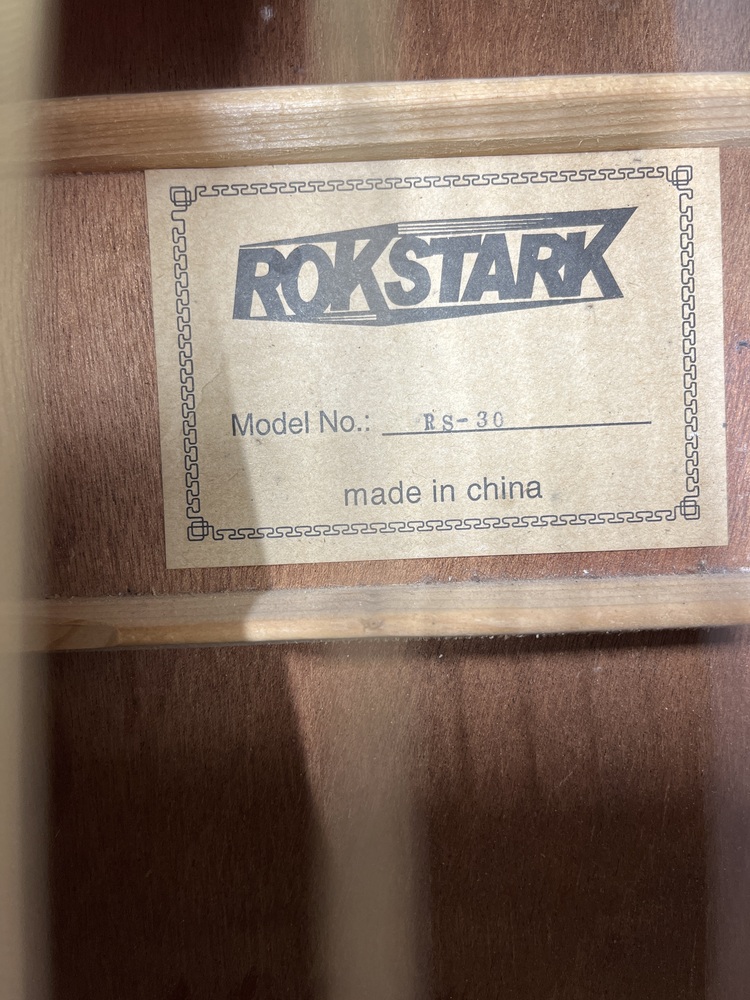 ROKSTARK
Model No.: RS-30
made in china